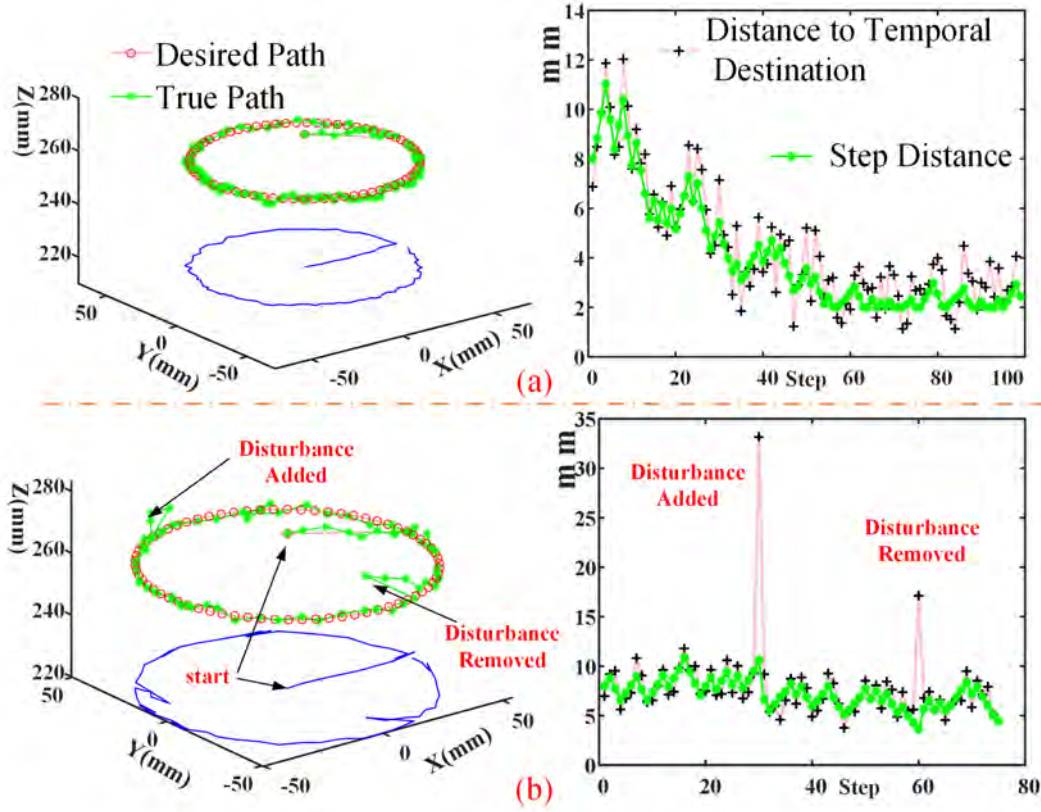 Desired Path
True Path
Z(mm)
280
260
240
220
50
0
-50
Y(mm)
-50
0
50
X(mm)
(a)
m m
14
12
10
8
6
4
2
0
0
20
40
60
80
100
Step
Distance to Temporal
Destination
Step Distance
Disturbance
Added
Z(mm)
280
260
240
220
50
0
-50
Y(mm)
-50
0
50
X(mm)
start
Disturbance
Removed
(b)
m m
35
30
25
20
15
10
5
0
0
20
40
60
80
Step
Disturbance
Added
Disturbance
Removed